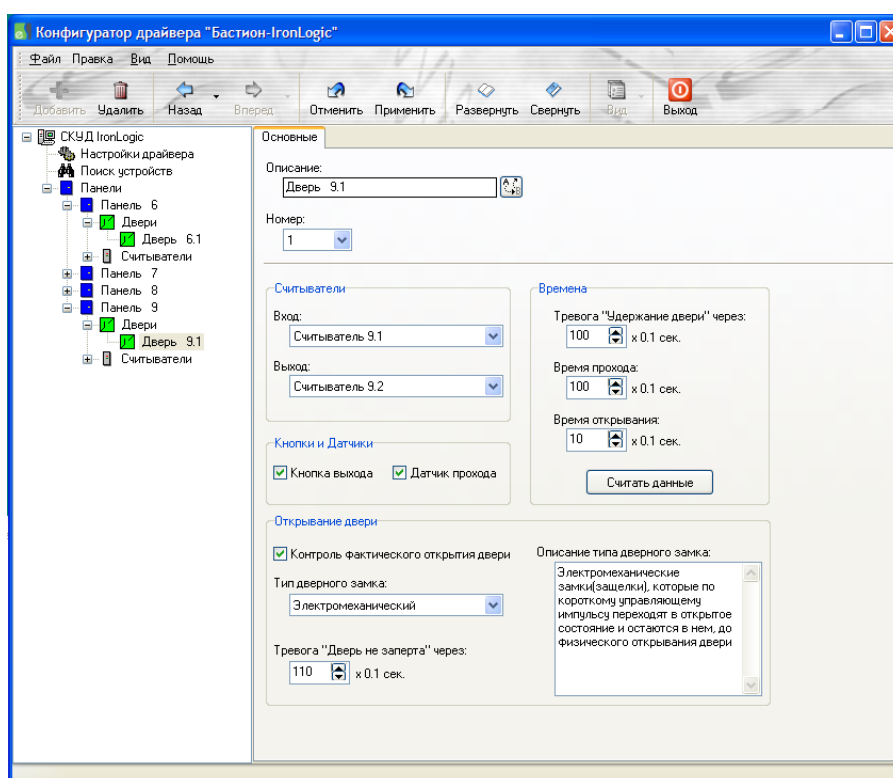 Конфигуратор драйвера "Бастион-IronLogic"
Файл Правка Вид Помощь
Добавить Удалить Назад Вперед Отменить Применить Развернуть Свернуть Вид Выход
СКУД IronLogic
Настройки драйвера
Поиск устройств
Панели
Панель 6
Двери
Дверь 6.1
Считыватели
Панель 7
Панель 8
Панель 9
Двери
Дверь 9.1
Считыватели
Основные
Описание:
Дверь 9.1
Номер:
1
Считыватели
Вход:
Считыватель 9.1
Выход:
Считыватель 9.2
Времена
Тревога "Удержание двери" через:
100 x 0.1 сек.
Время прохода:
100 x 0.1 сек.
Время открывания:
10 x 0.1 сек.
Считать данные
Кнопки и Датчики
Кнопка выхода Датчик прохода
Открывание двери
Контроль фактического открытия двери
Тип дверного замка:
Электромеханический
Тревога "Дверь не заперта" через:
110 x 0.1 сек.
Описание типа дверного замка:
Электромеханические
замки(защелки), которые по
короткому управляющему
импульсу переходят в открытое
состояние и остаются в нем, до
физического открывания двери